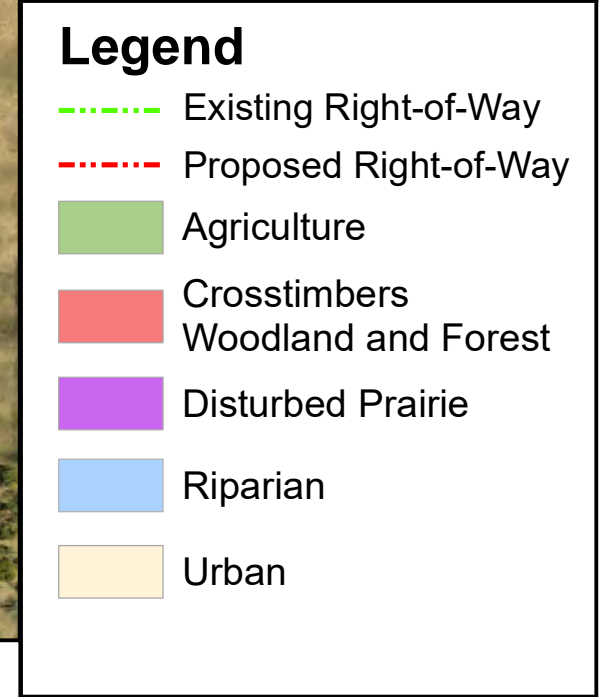 Legend
Existing Right-of-Way
Proposed Right-of-Way
Agriculture
Crosstimbers
Woodland and Forest
Disturbed Prairie
Riparian
Urban